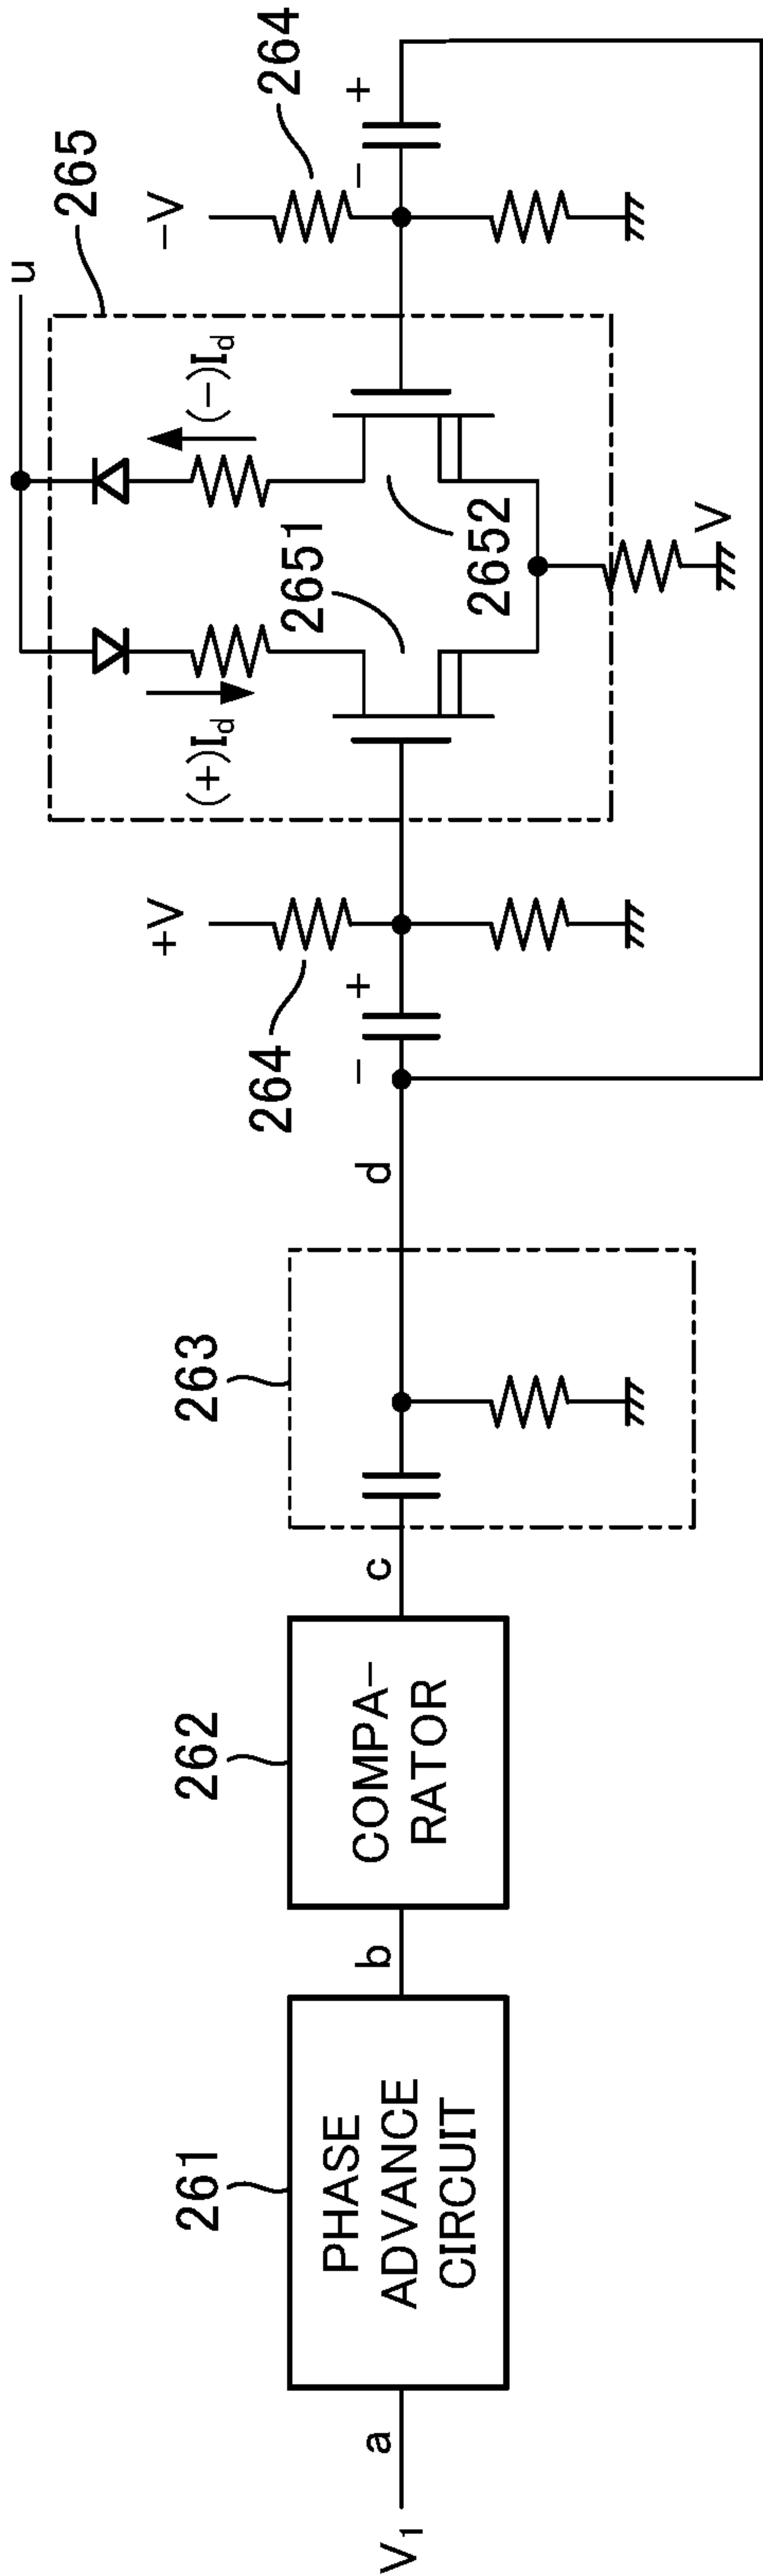 V1
a
261
PHASE
ADVANCE
CIRCUIT
b
262
COMPA-
RATOR
c
263
d
264
+V
-
+
265
u
(+)Id
(-)Id
2651
2652
V
-V
264
-
+